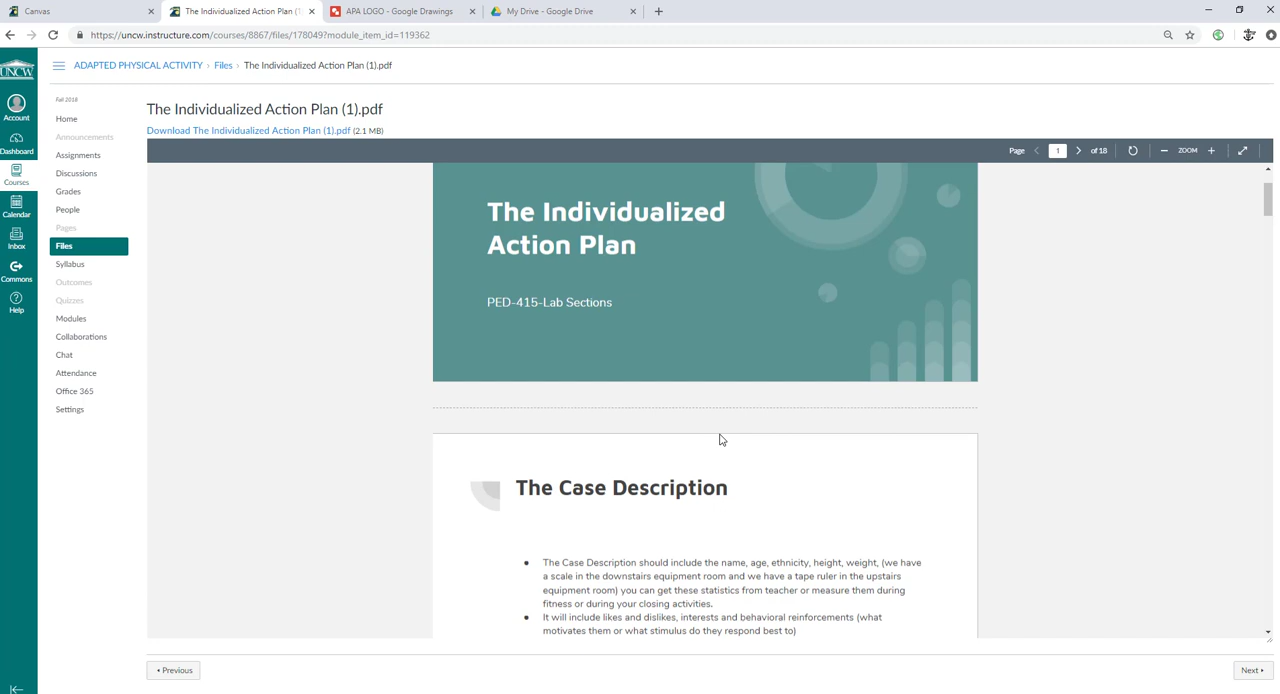 Canvas
The Individualized Action Plan (1
APA LOGO - Google Drawings
My Drive - Google Drive
https://uncw.instructure.com/courses/8867/files/178049?module_item_id=119362
UNCW
ADAPTED PHYSICAL ACTIVITY › Files › The Individualized Action Plan (1).pdf
Account
Dashboard
Courses
Calendar
Inbox
Commons
Help
Fall 2018
Home
Announcements
Assignments
Discussions
Grades
People
Pages
Files
Syllabus
Outcomes
Quizzes
Modules
Collaborations
Chat
Attendance
Office 365
Settings
The Individualized Action Plan (1).pdf
Download The Individualized Action Plan (1).pdf (2.1 MB)
Page 1 of 18 ZOOM
The Individualized
Action Plan
PED-415-Lab Sections
The Case Description
● The Case Description should include the name, age, ethnicity, height, weight, (we have
a scale in the downstairs equipment room and we have a tape ruler in the upstairs
equipment room) you can get these statistics from teacher or measure them during
fitness or during your closing activities.
● It will include likes and dislikes, interests and behavioral reinforcements (what
motivates them or what stimulus do they respond best to)
◂ Previous
Next ▸